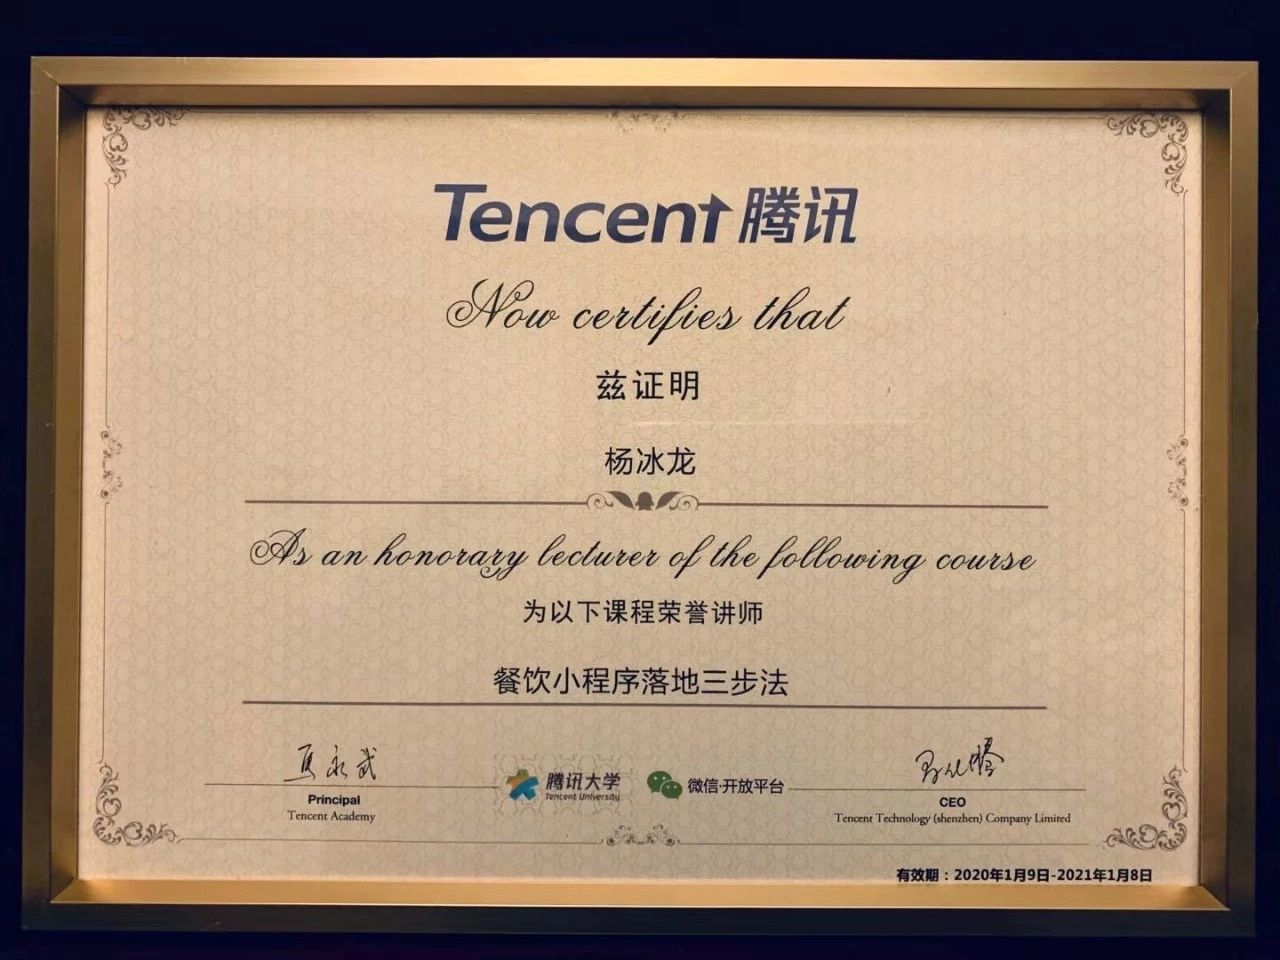 Tencent 腾讯
Now certifies that
兹证明
杨冰龙
As an honorary lecturer of the following course
为以下课程荣誉讲师
餐饮小程序落地三步法
Principal
Tencent Academy
腾讯大学
Tencent University
微信·开放平台
CEO
Tencent Technology (shenzhen) Company Limited
有效期：2020年1月9日-2021年1月8日